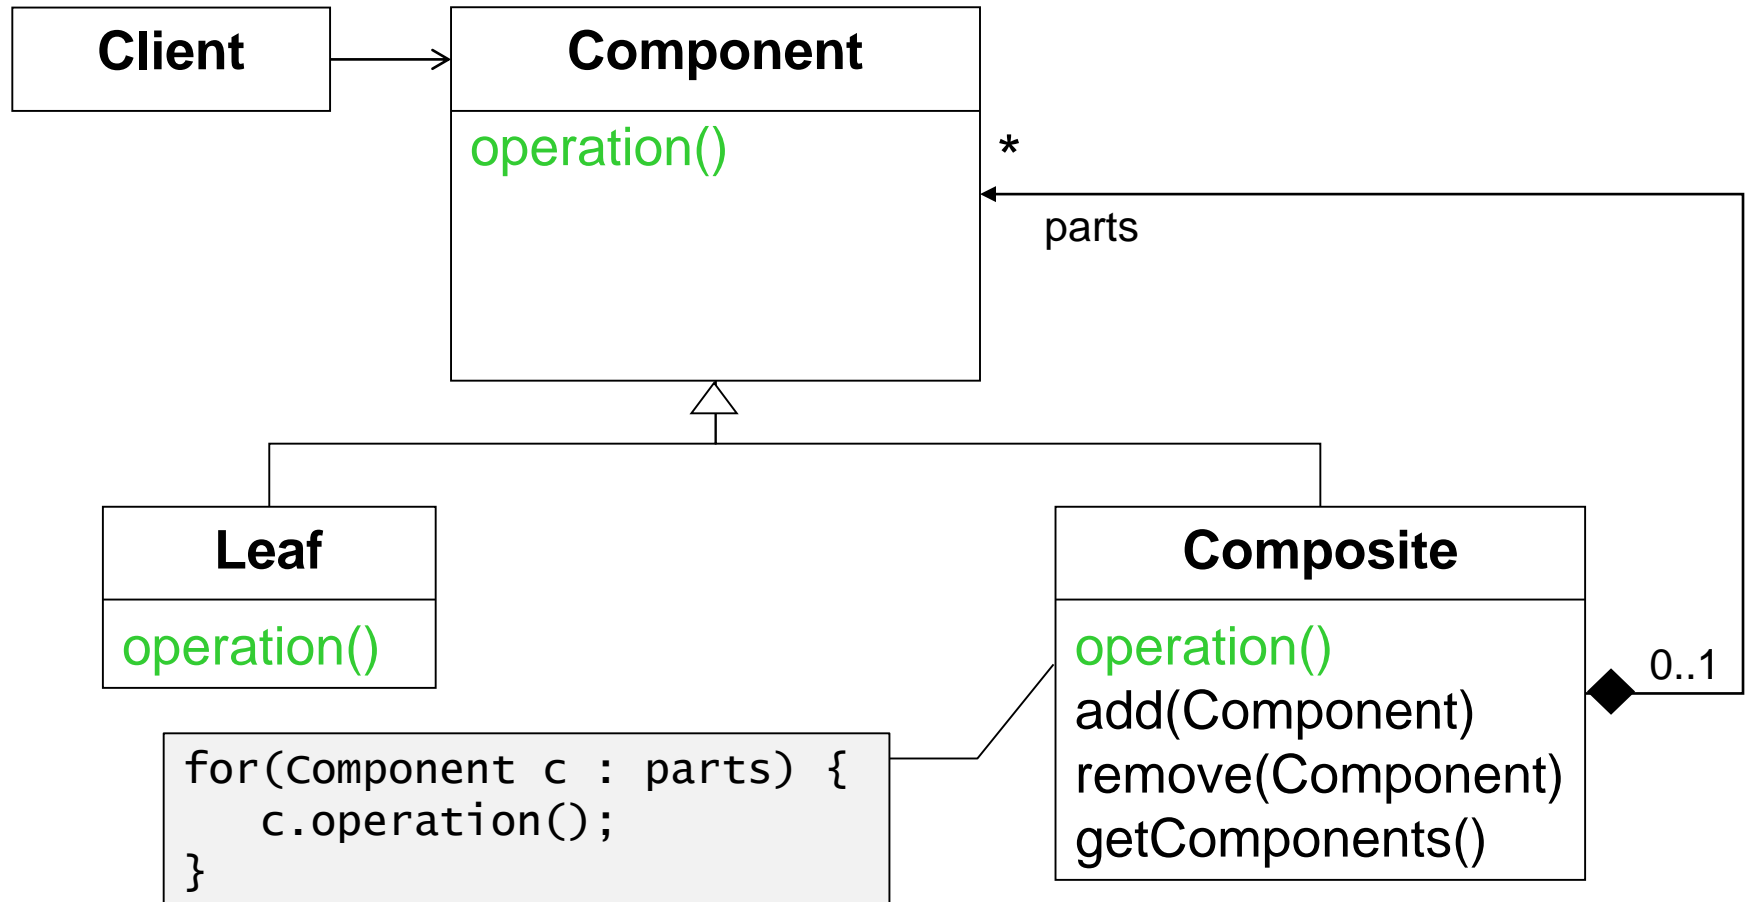 Client
Component
operation()
*
parts
Leaf
operation()
Composite
operation()
add(Component)
remove(Component)
getComponents()
0..1
for(Component c : parts) {
   c.operation();
}